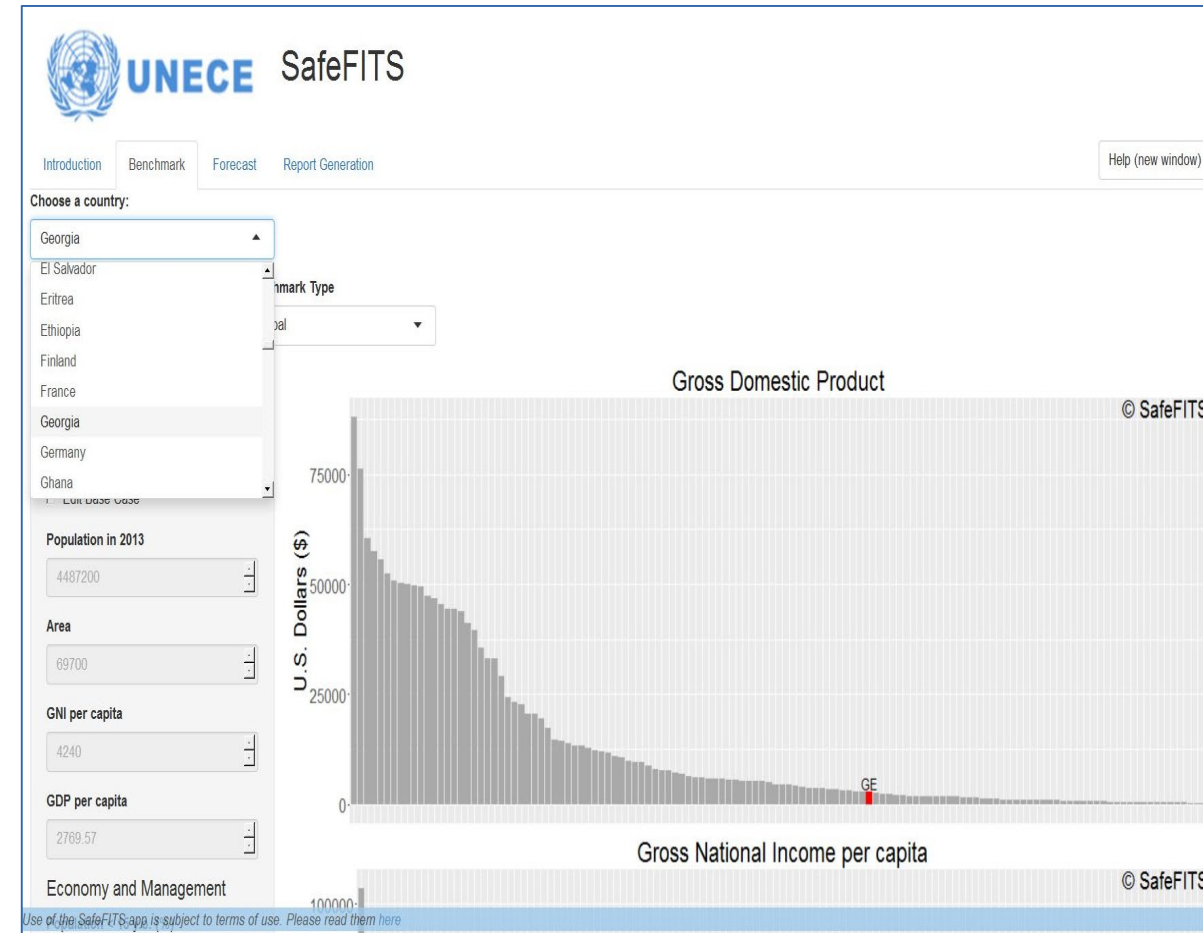 UNECE SafeFITS
Introduction Benchmark Forecast Report Generation Help (new window)
Choose a country:
Georgia
El Salvador
Eritrea
Ethiopia
Finland
France
Georgia
Germany
Ghana
hmark Type
bal
Edit Base Case
Population in 2013
4487200
Area
69700
GNI per capita
4240
GDP per capita
2769.57
Economy and Management
Gross Domestic Product
© SafeFITS
U.S. Dollars ($)
75000
50000
25000
0
GE
Gross National Income per capita
© SafeFITS
100000
Use of the SafeFITS app is subject to terms of use. Please read them here